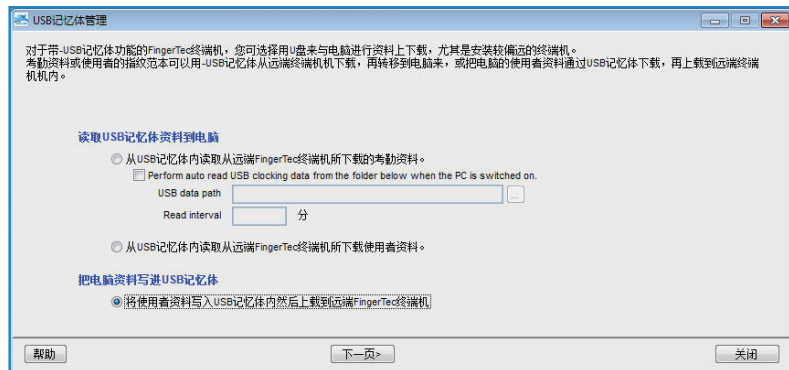 USB记忆体管理
对于带-USB记忆体功能的FingerTec终端机，您可选择用U盘来与电脑进行资料上下载，尤其是安装较偏远的终端机。
考勤资料或使用者的指纹范本可以用-USB记忆体从远端终端机机下载，再转移到电脑来，或把电脑的使用者资料通过USB记忆体下载，再上载到远端终端
机机内。
读取USB记忆体资料到电脑
从USB记忆体内读取从远端FingerTec终端机所下载的考勤资料。
Perform auto read USB clocking data from the folder below when the PC is switched on.
USB data path
...
Read interval 分
从USB记忆体内读取从远端FingerTec终端机所下载使用者资料。
把电脑资料写进USB记忆体
将使用者资料写入USB记忆体内然后上载到远端FingerTec终端机
帮助 下一页> 关闭